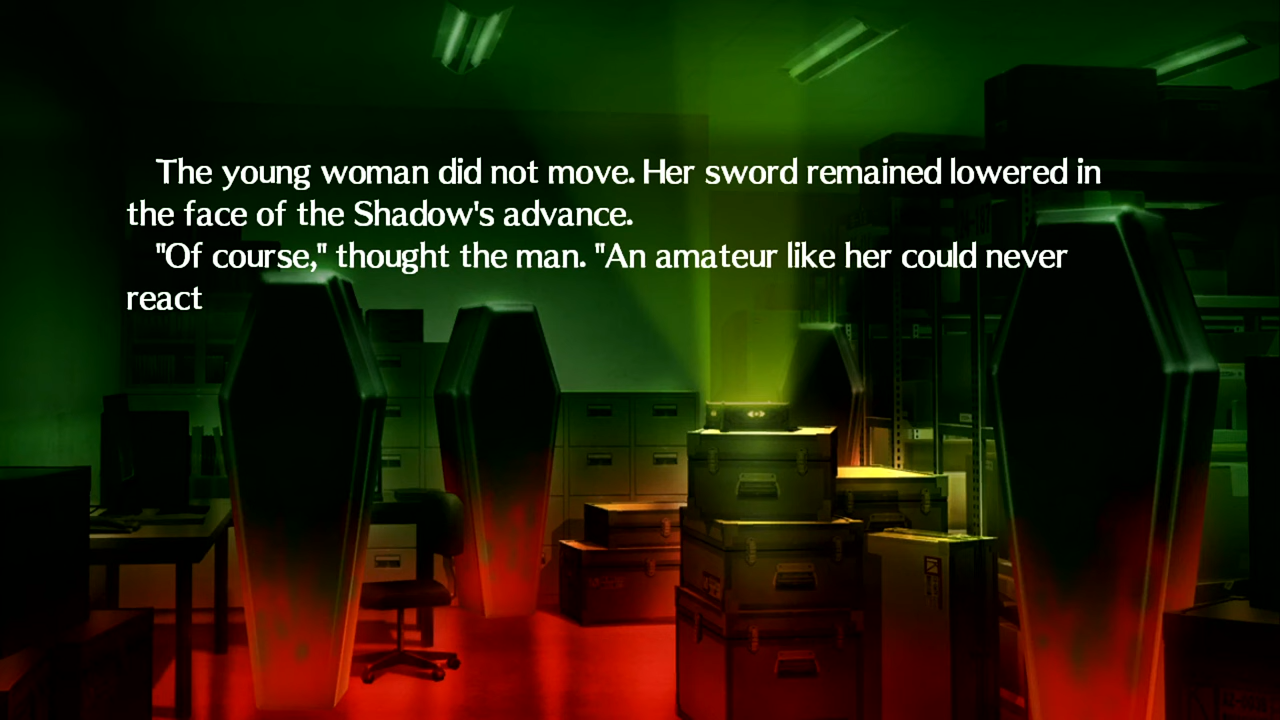 The young woman did not move. Her sword remained lowered in
the face of the Shadow's advance.
"Of course," thought the man. "An amateur like her could never
react